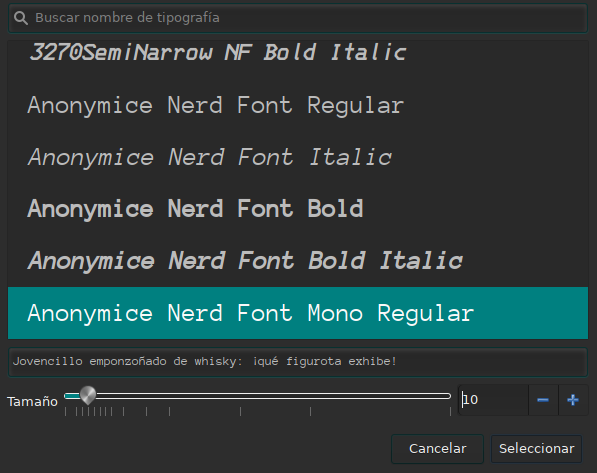 Buscar nombre de tipografía
3270SemiNarrow NF Bold Italic
Anonymice Nerd Font Regular
Anonymice Nerd Font Italic
Anonymice Nerd Font Bold
Anonymice Nerd Font Bold Italic
Anonymice Nerd Font Mono Regular
Jovencillo emponzoñado de whisky: ¡qué figurota exhibe!
Tamaño 10
Cancelar Seleccionar